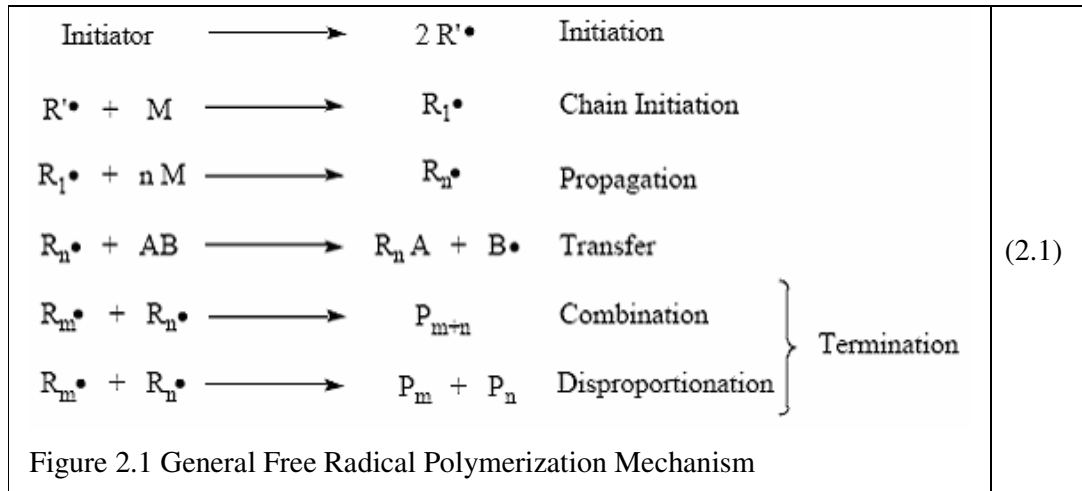 Initiator ⟶ 2 R'• Initiation
R'• + M ⟶ R₁• Chain Initiation
R₁• + n M ⟶ Rₙ• Propagation
Rₙ• + AB ⟶ Rₙ A + B• Transfer
(2.1)
Rₘ• + Rₙ• ⟶ Pₘ₊ₙ Combination
Termination
Rₘ• + Rₙ• ⟶ Pₘ + Pₙ Disproportionation
Figure 2.1 General Free Radical Polymerization Mechanism